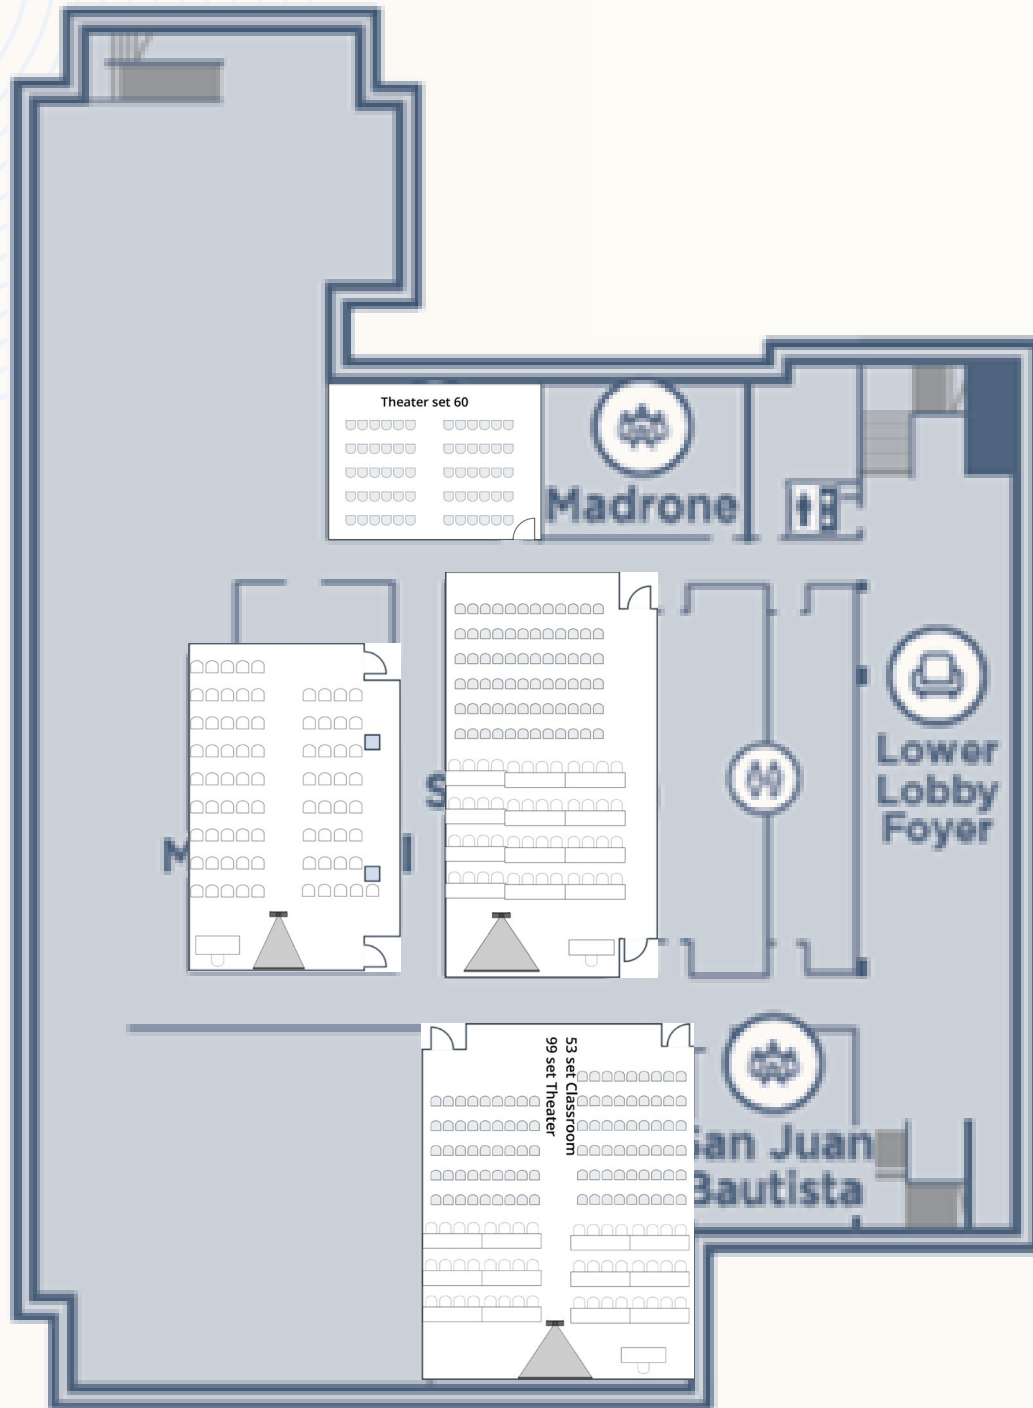 Theater set 60
Madrone
Lower
Lobby
Foyer
53 set Classroom
99 set Theater
San Juan
Bautista